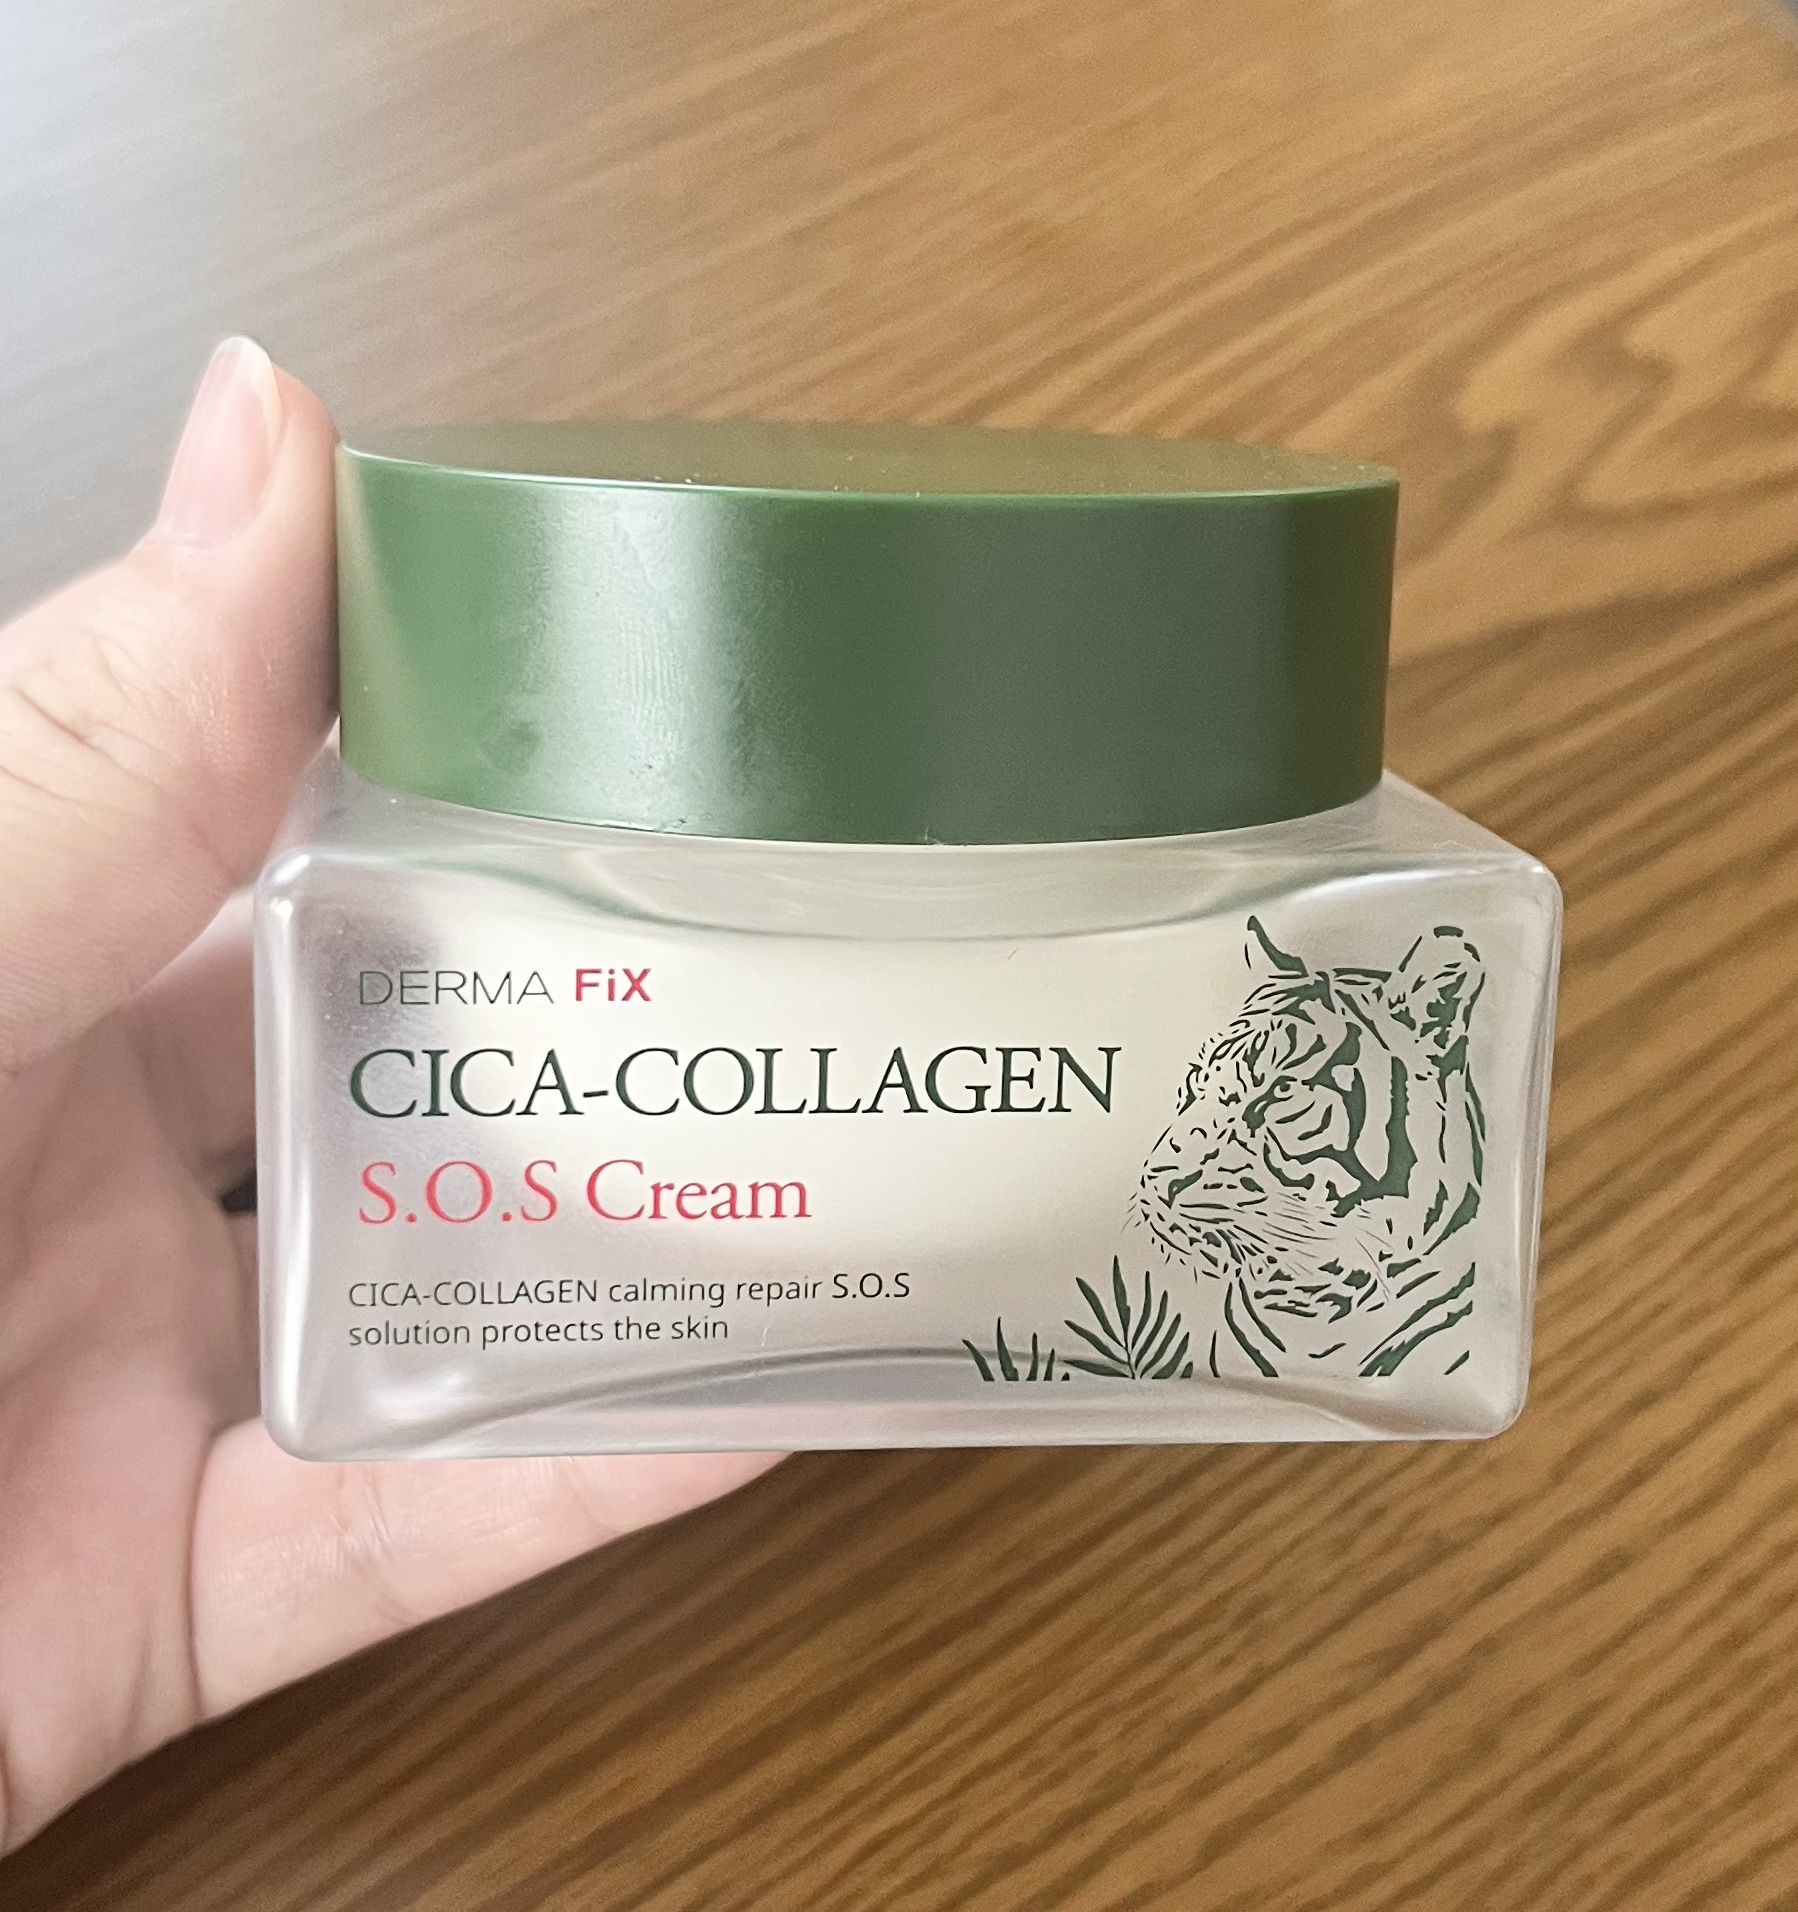 DERMA FiX
CICA-COLLAGEN
S.O.S Cream
CICA-COLLAGEN calming repair S.O.S
solution protects the skin